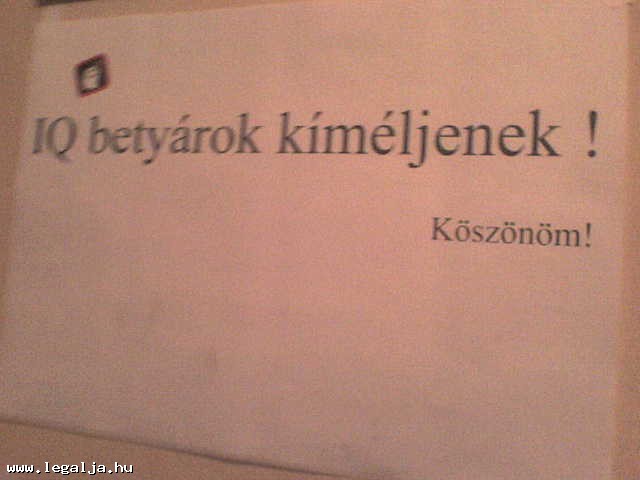 IQ betyárok kíméljenek !
Köszönöm!
www.legalja.hu